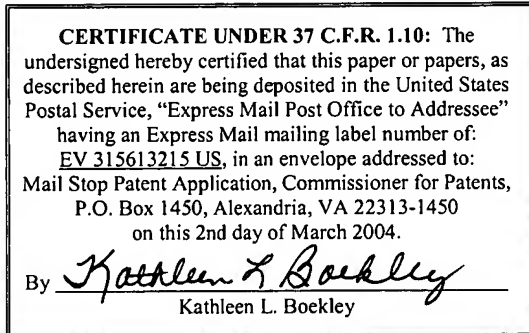 CERTIFICATE UNDER 37 C.F.R. 1.10: The
undersigned hereby certified that this paper or papers, as
described herein are being deposited in the United States
Postal Service, “Express Mail Post Office to Addressee”
having an Express Mail mailing label number of:
EV 315613215 US, in an envelope addressed to:
Mail Stop Patent Application, Commissioner for Patents,
P.O. Box 1450, Alexandria, VA 22313-1450
on this 2nd day of March 2004.
By Kathleen L Boekley
Kathleen L. Boekley